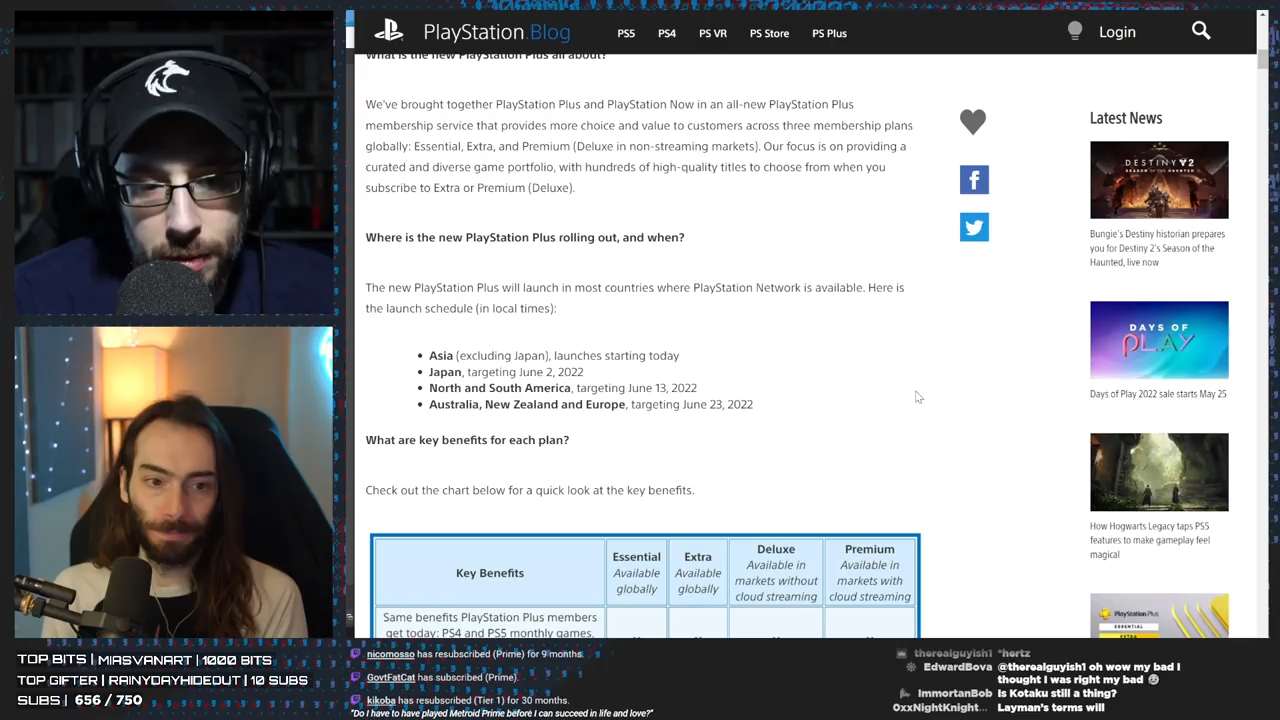 PlayStation.Blog
PS5
PS4
PS VR
PS Store
PS Plus
Login
What is the new PlayStation Plus all about?
We've brought together PlayStation Plus and PlayStation Now in an all-new PlayStation Plus
membership service that provides more choice and value to customers across three membership plans
globally: Essential, Extra, and Premium (Deluxe in non-streaming markets). Our focus is on providing a
curated and diverse game portfolio, with hundreds of high-quality titles to choose from when you
subscribe to Extra or Premium (Deluxe).
Where is the new PlayStation Plus rolling out, and when?
The new PlayStation Plus will launch in most countries where PlayStation Network is available. Here is
the launch schedule (in local times):
• Asia (excluding Japan), launches starting today
• Japan, targeting June 2, 2022
• North and South America, targeting June 13, 2022
• Australia, New Zealand and Europe, targeting June 23, 2022
What are key benefits for each plan?
Check out the chart below for a quick look at the key benefits.
Key Benefits
Essential
Available
globally
Extra
Available
globally
Deluxe
Available in
markets without
cloud streaming
Premium
Available in
markets with
cloud streaming
Same benefits PlayStation Plus members
get today: PS4 and PS5 monthly games,
Latest News
DESTINY 2
SEASON OF THE HAUNTED
Bungie's Destiny historian prepares
you for Destiny 2's Season of the
Haunted, live now
DAYS OF
PLAY
Days of Play 2022 sale starts May 25
How Hogwarts Legacy taps PS5
features to make gameplay feel
magical
PlayStation.Plus
ESSENTIAL
EXTRA
TOP BITS | MIASVANART | 1000 BITS
TOP GIFTER | RAINYDAYHIDEOUT | 10 SUBS
SUBS | 656 / 750
nicomosso has resubscribed (Prime) for 9 months.
GovtFatCat has subscribed (Prime).
kikoba has resubscribed (Tier 1) for 30 months.
"Do I have to have played Metroid Prime before I can succeed in life and love?"
therealguyish1 *hertz
EdwardBova @therealguyish1 oh wow my bad I
thought I was right my bad
ImmortanBob Is Kotaku still a thing?
0xxNightKnight... Layman's terms will